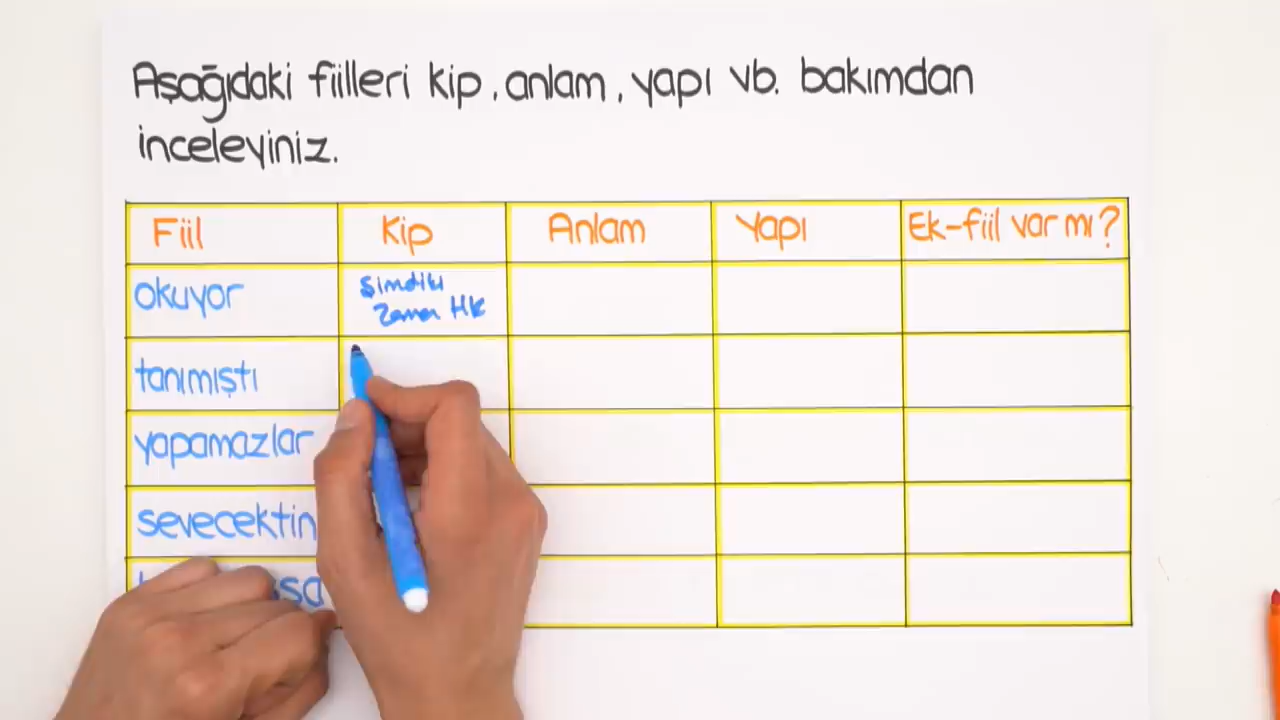 Aşağıdaki fiilleri kip, anlam, yapı vb. bakımdan
inceleyiniz.
Fiil Kip Anlam Yapı Ek-fiil var mı?
okuyor Şimdiki
Zaman HK
tanımıştı
yapamazlar
sevecektin